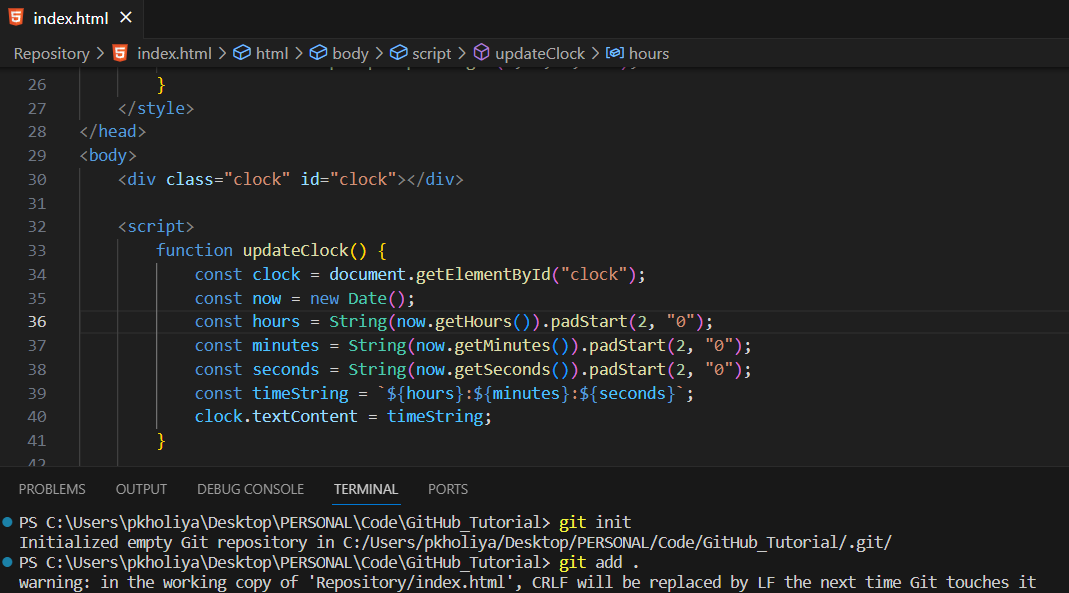 index.html
Repository > index.html > html > body > script > updateClock > hours
26 }
27 </style>
28 </head>
29 <body>
30 <div class="clock" id="clock"></div>
31
32 <script>
33 function updateClock() {
34 const clock = document.getElementById("clock");
35 const now = new Date();
36 const hours = String(now.getHours()).padStart(2, "0");
37 const minutes = String(now.getMinutes()).padStart(2, "0");
38 const seconds = String(now.getSeconds()).padStart(2, "0");
39 const timeString = `${hours}:${minutes}:${seconds}`;
40 clock.textContent = timeString;
41 }
42
PROBLEMS OUTPUT DEBUG CONSOLE TERMINAL PORTS
PS C:\Users\pkholiya\Desktop\PERSONAL\Code\GitHub_Tutorial> git init
Initialized empty Git repository in C:/Users/pkholiya/Desktop/PERSONAL/Code/GitHub_Tutorial/.git/
PS C:\Users\pkholiya\Desktop\PERSONAL\Code\GitHub_Tutorial> git add .
warning: in the working copy of 'Repository/index.html', CRLF will be replaced by LF the next time Git touches it